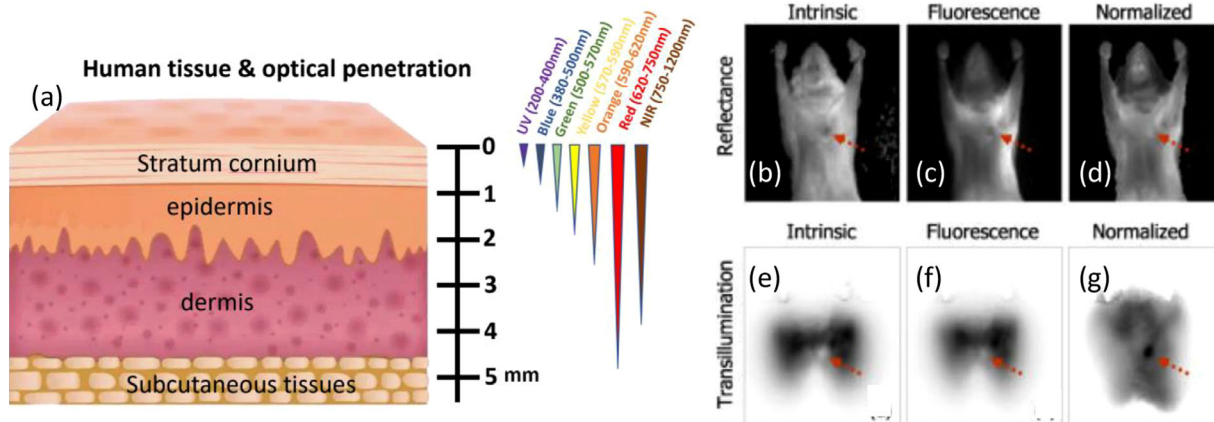 Human tissue & optical penetration
(a)
Stratum cornium
epidermis
dermis
Subcutaneous tissues
0
1
2
3
4
5 mm
UV (200-400nm)
Blue (380-500nm)
Green (500-570nm)
Yellow (570-590nm)
Orange (590-620nm)
Red (620-750nm)
NIR (750-1200nm)
Intrinsic Fluorescence Normalized
Reflectance
(b) (c) (d)
Intrinsic Fluorescence Normalized
Transillumination
(e) (f) (g)